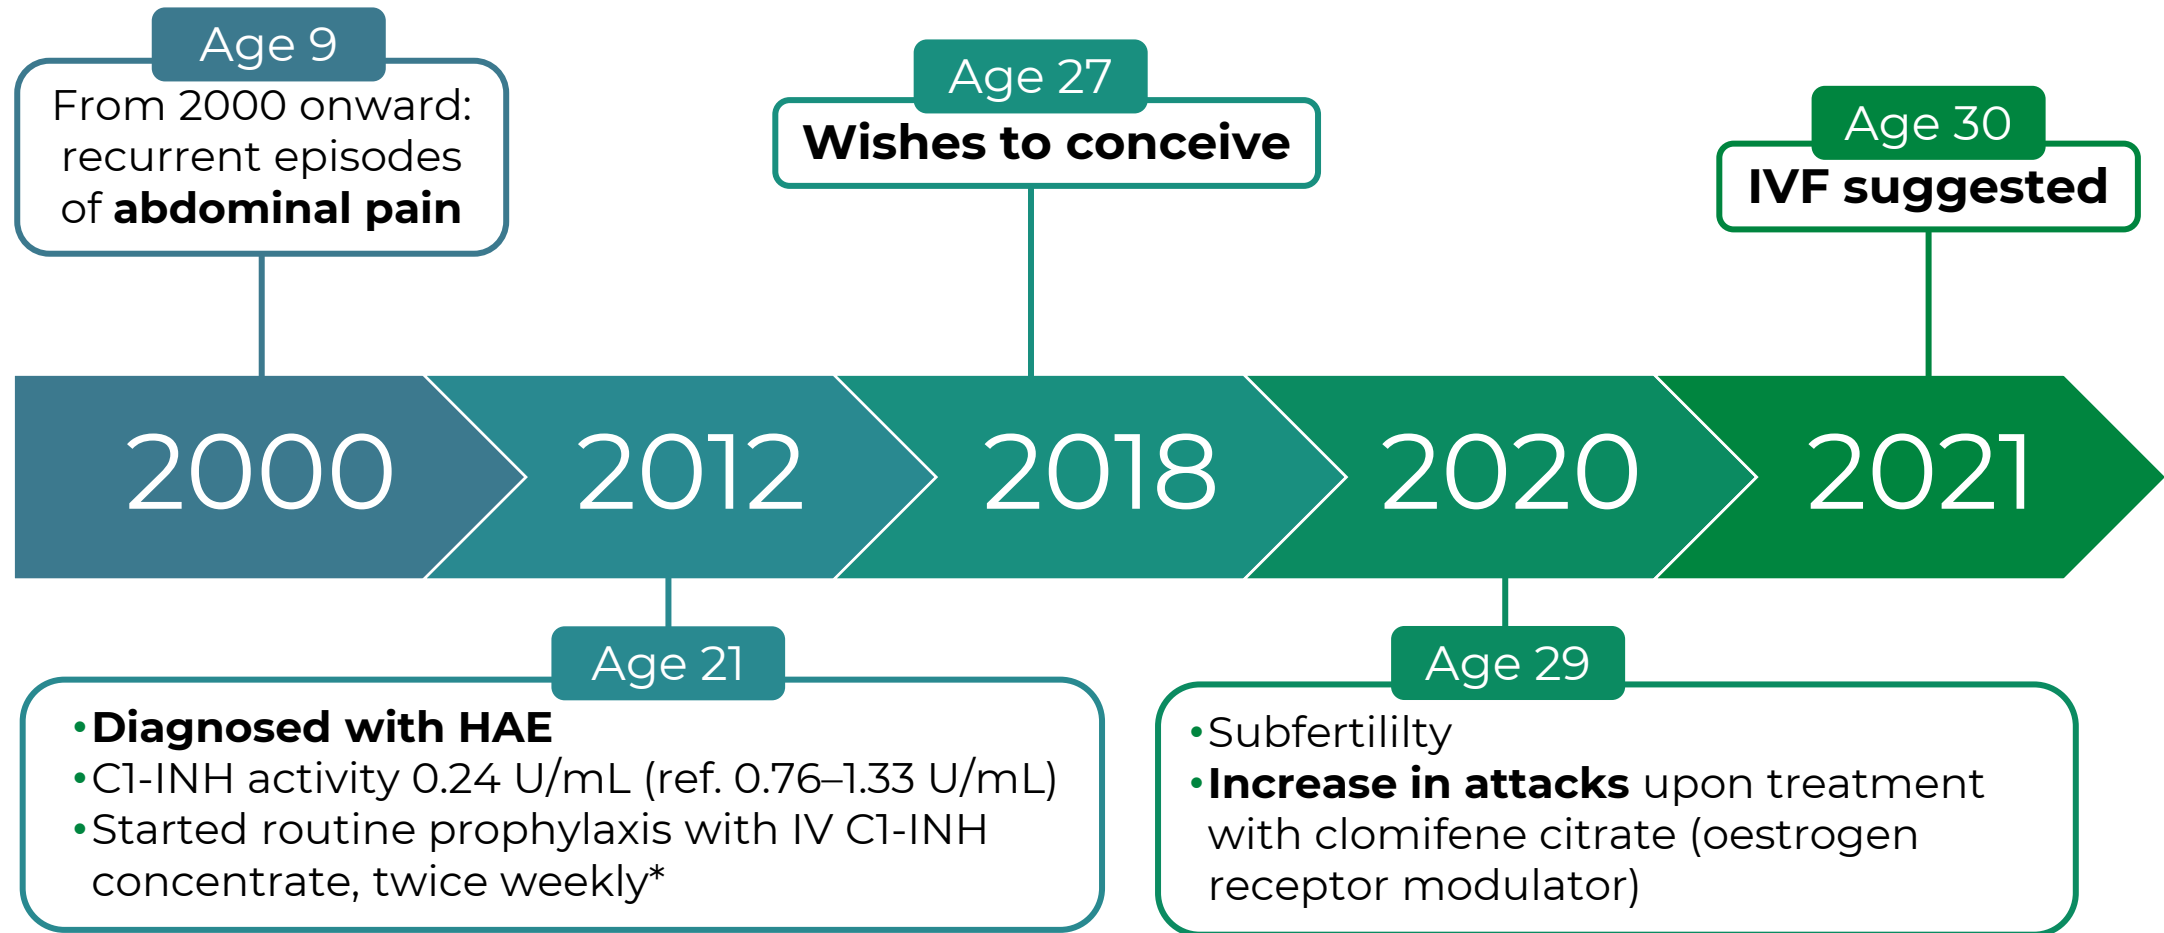 Age 9
From 2000 onward:
recurrent episodes
of abdominal pain
Age 27
Wishes to conceive
Age 30
IVF suggested
2000
2012
2018
2020
2021
Age 21
•Diagnosed with HAE
•C1-INH activity 0.24 U/mL (ref. 0.76–1.33 U/mL)
•Started routine prophylaxis with IV C1-INH
concentrate, twice weekly*
Age 29
•Subfertililty
•Increase in attacks upon treatment
with clomifene citrate (oestrogen
receptor modulator)